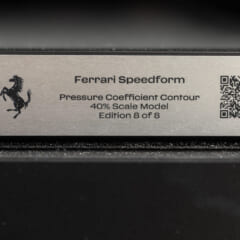 Ferrari Speedform
Pressure Coefficient Contour
40% Scale Model
Edition 8 of 8